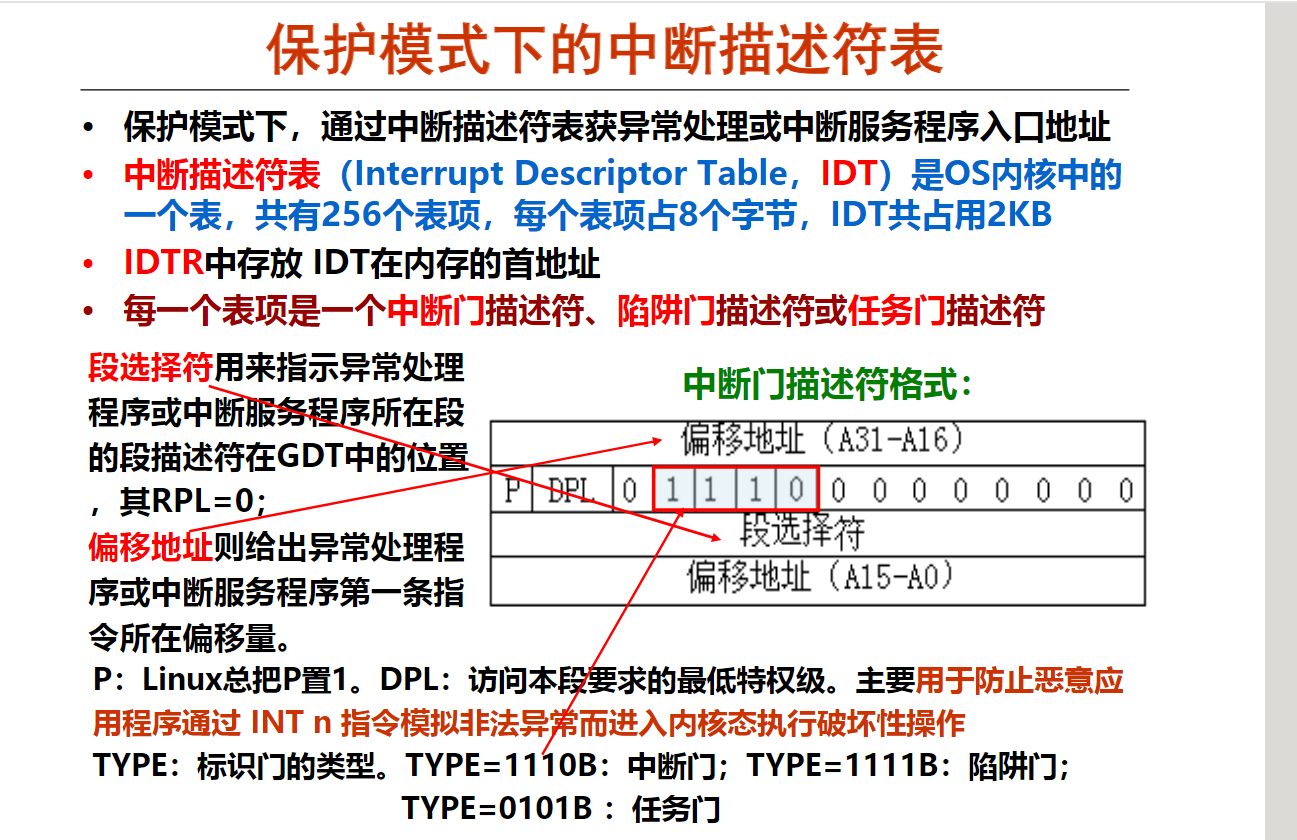 保护模式下的中断描述符表
• 保护模式下，通过中断描述符表获异常处理或中断服务程序入口地址
• 中断描述符表（Interrupt Descriptor Table，IDT）是OS内核中的
一个表，共有256个表项，每个表项占8个字节，IDT共占用2KB
• IDTR中存放 IDT在内存的首地址
• 每一个表项是一个中断门描述符、陷阱门描述符或任务门描述符
段选择符用来指示异常处理
程序或中断服务程序所在段
的段描述符在GDT中的位置
，其RPL=0；
偏移地址则给出异常处理程
序或中断服务程序第一条指
令所在偏移量。
中断门描述符格式：
偏移地址（A31-A16）
P DPL 0 1 1 1 0 0 0 0 0 0 0 0 0
段选择符
偏移地址（A15-A0）
P：Linux总把P置1。DPL：访问本段要求的最低特权级。主要用于防止恶意应
用程序通过 INT n 指令模拟非法异常而进入内核态执行破坏性操作
TYPE：标识门的类型。TYPE=1110B：中断门；TYPE=1111B：陷阱门；
TYPE=0101B ：任务门